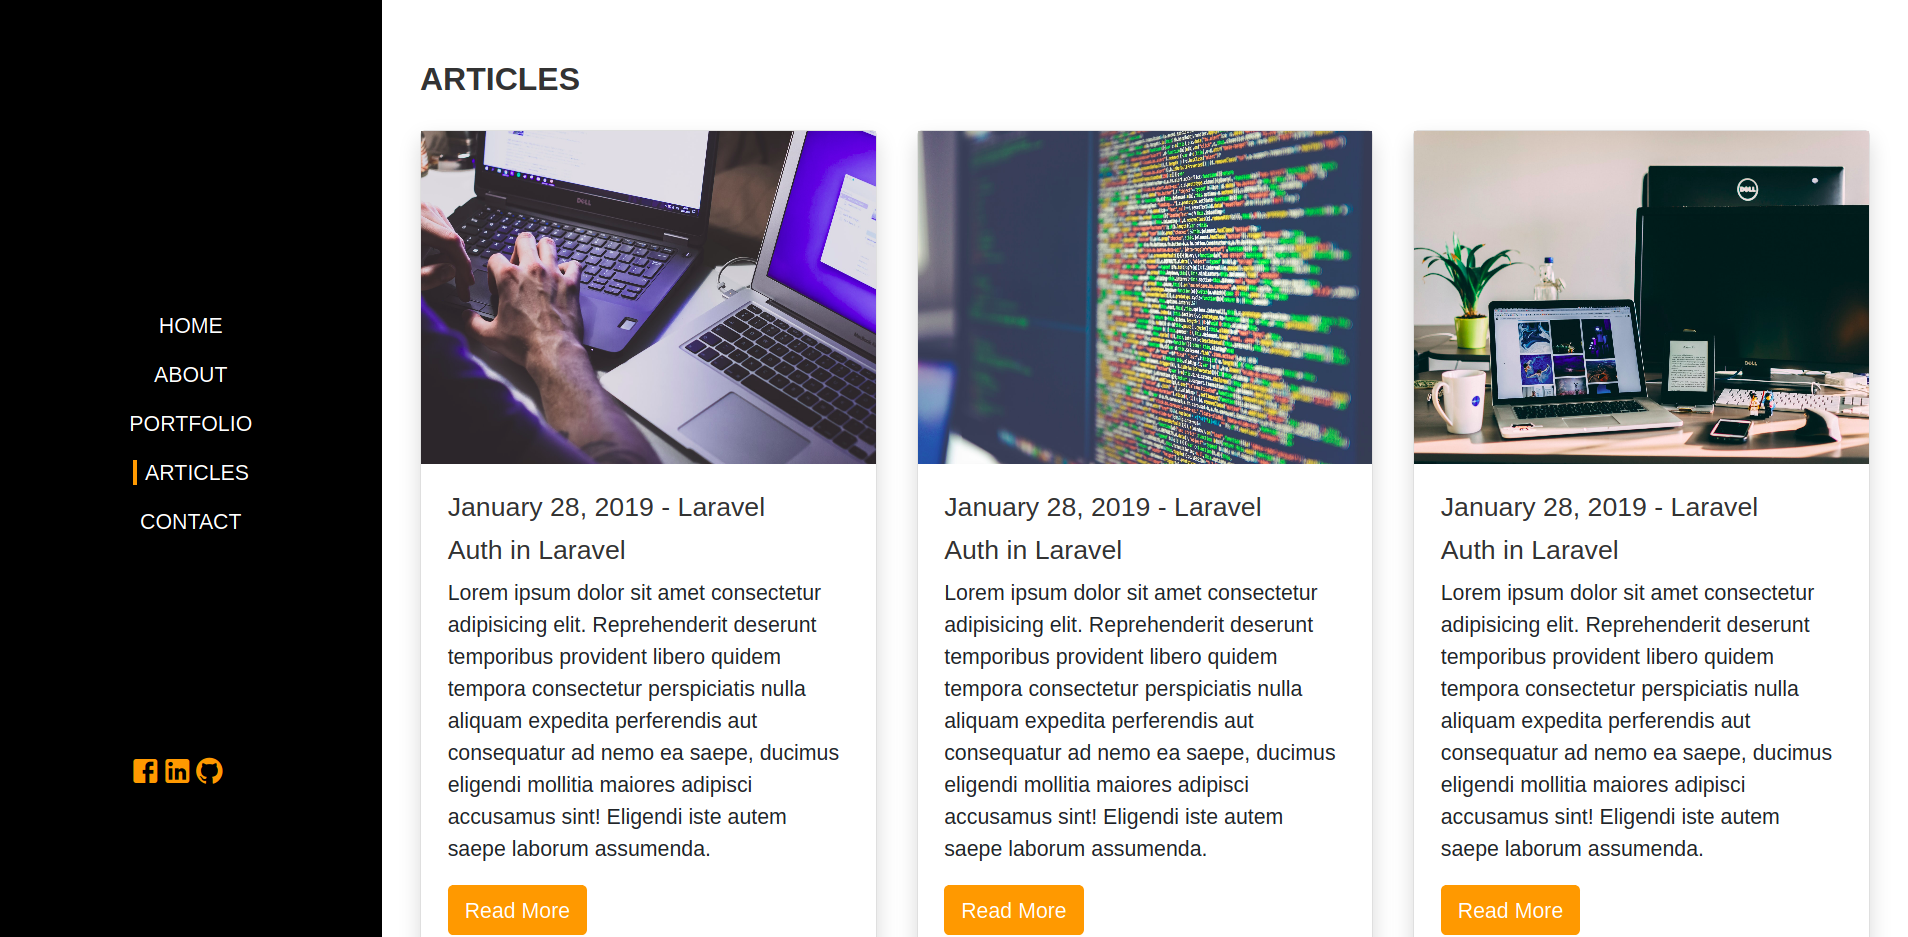 HOME
ABOUT
PORTFOLIO
ARTICLES
CONTACT
ARTICLES
DELL
DELL
DELL
January 28, 2019 - Laravel
Auth in Laravel
Lorem ipsum dolor sit amet consectetur
adipisicing elit. Reprehenderit deserunt
temporibus provident libero quidem
tempora consectetur perspiciatis nulla
aliquam expedita perferendis aut
consequatur ad nemo ea saepe, ducimus
eligendi mollitia maiores adipisci
accusamus sint! Eligendi iste autem
saepe laborum assumenda.
Read More
January 28, 2019 - Laravel
Auth in Laravel
Lorem ipsum dolor sit amet consectetur
adipisicing elit. Reprehenderit deserunt
temporibus provident libero quidem
tempora consectetur perspiciatis nulla
aliquam expedita perferendis aut
consequatur ad nemo ea saepe, ducimus
eligendi mollitia maiores adipisci
accusamus sint! Eligendi iste autem
saepe laborum assumenda.
Read More
January 28, 2019 - Laravel
Auth in Laravel
Lorem ipsum dolor sit amet consectetur
adipisicing elit. Reprehenderit deserunt
temporibus provident libero quidem
tempora consectetur perspiciatis nulla
aliquam expedita perferendis aut
consequatur ad nemo ea saepe, ducimus
eligendi mollitia maiores adipisci
accusamus sint! Eligendi iste autem
saepe laborum assumenda.
Read More